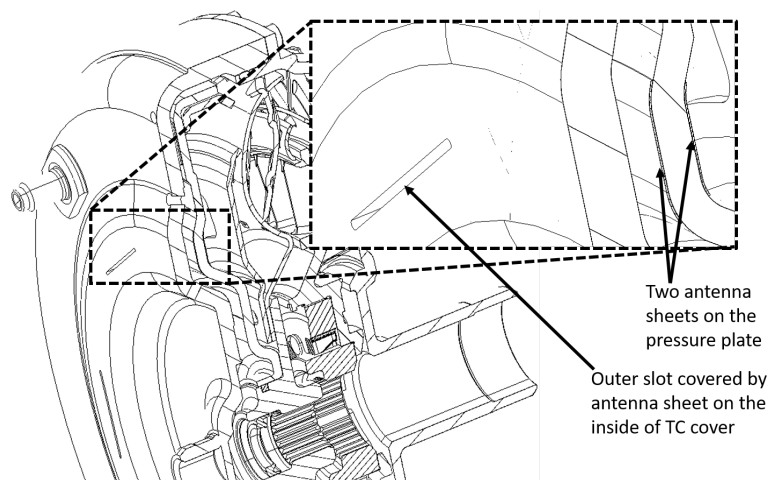 Two antenna
sheets on the
pressure plate
Outer slot covered by
antenna sheet on the
inside of TC cover